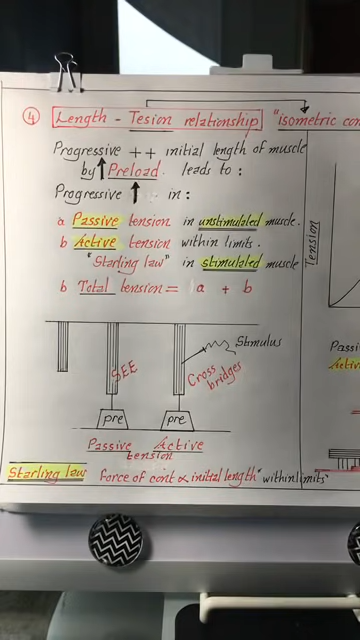 4 Length - Tesion relationship "isometric con
Progressive ++ initial length of muscle
by ↑ Preload leads to :
Progressive ↑ in :
a Passive tension in unstimulated muscle.
b Active tension within limits.
"Starling law" in stimulated muscle
b Total tension = a + b
Tension
SEE
Stimulus
Cross bridges
pre
pre
Passive Active
tension
Passi
Activ
Starling law force of cont ∝ initial length "within limits"